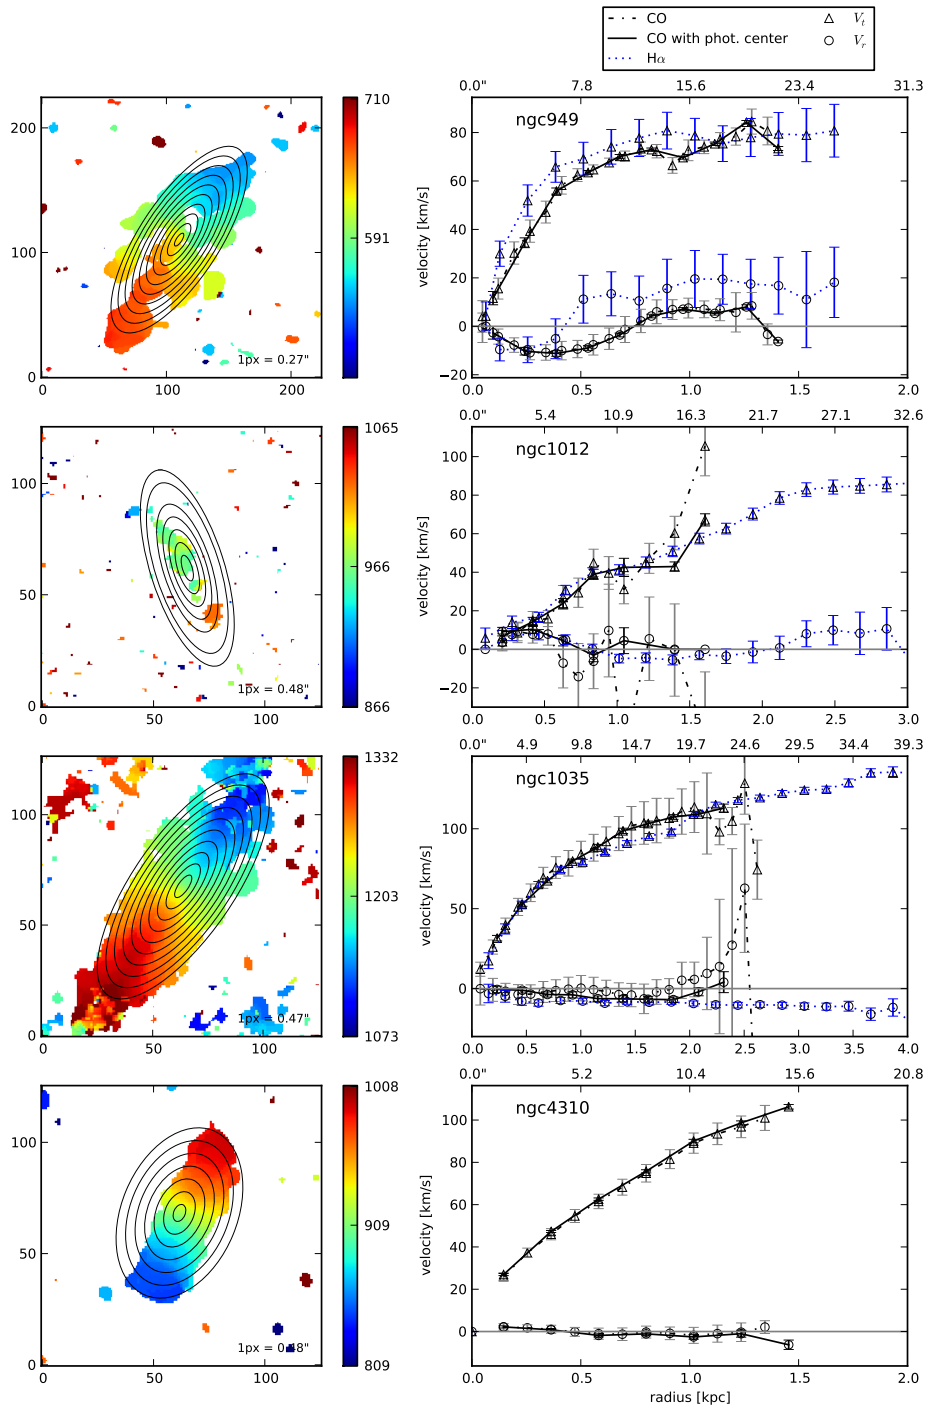 CO
CO with phot. center
Hα
V_t
V_r
710
591
472
200
100
0
0 100 200
1px = 0.27"
0.0" 7.8 15.6 23.4 31.3
ngc949
velocity [km/s]
80
60
40
20
0
−20
0.0 0.5 1.0 1.5 2.0
1065
966
866
100
50
0
50 100
1px = 0.48"
0.0" 5.4 10.9 16.3 21.7 27.1 32.6
ngc1012
velocity [km/s]
100
80
60
40
20
0
−20
0.0 0.5 1.0 1.5 2.0 2.5 3.0
1332
1203
1073
100
50
0
0 50 100
1px = 0.47"
0.0" 4.9 9.8 14.7 19.7 24.6 29.5 34.4 39.3
ngc1035
velocity [km/s]
100
50
0
0.0 0.5 1.0 1.5 2.0 2.5 3.0 3.5 4.0
1008
909
809
100
50
0
50 100
1px = 0.48"
0.0" 5.2 10.4 15.6 20.8
ngc4310
velocity [km/s]
100
80
60
40
20
0
0.0 0.5 1.0 1.5 2.0
radius [kpc]